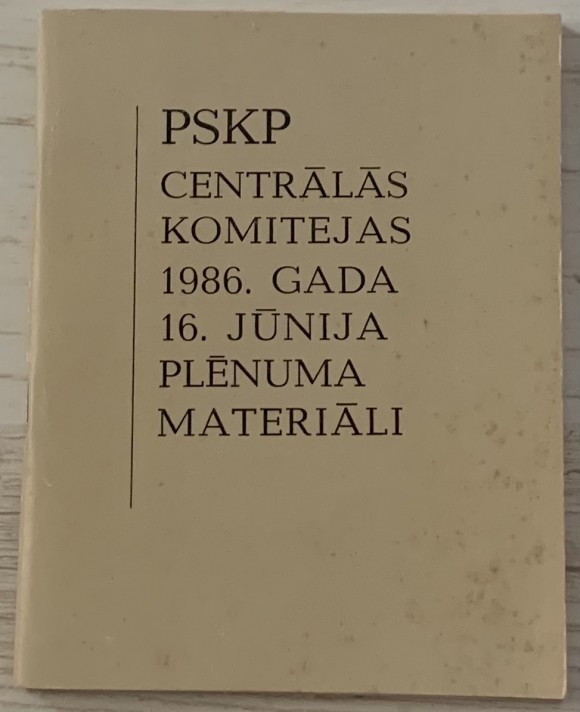 PSKP
CENTRĀLĀS
KOMITEJAS
1986. GADA
16. JŪNIJA
PLĒNUMA
MATERIĀLI